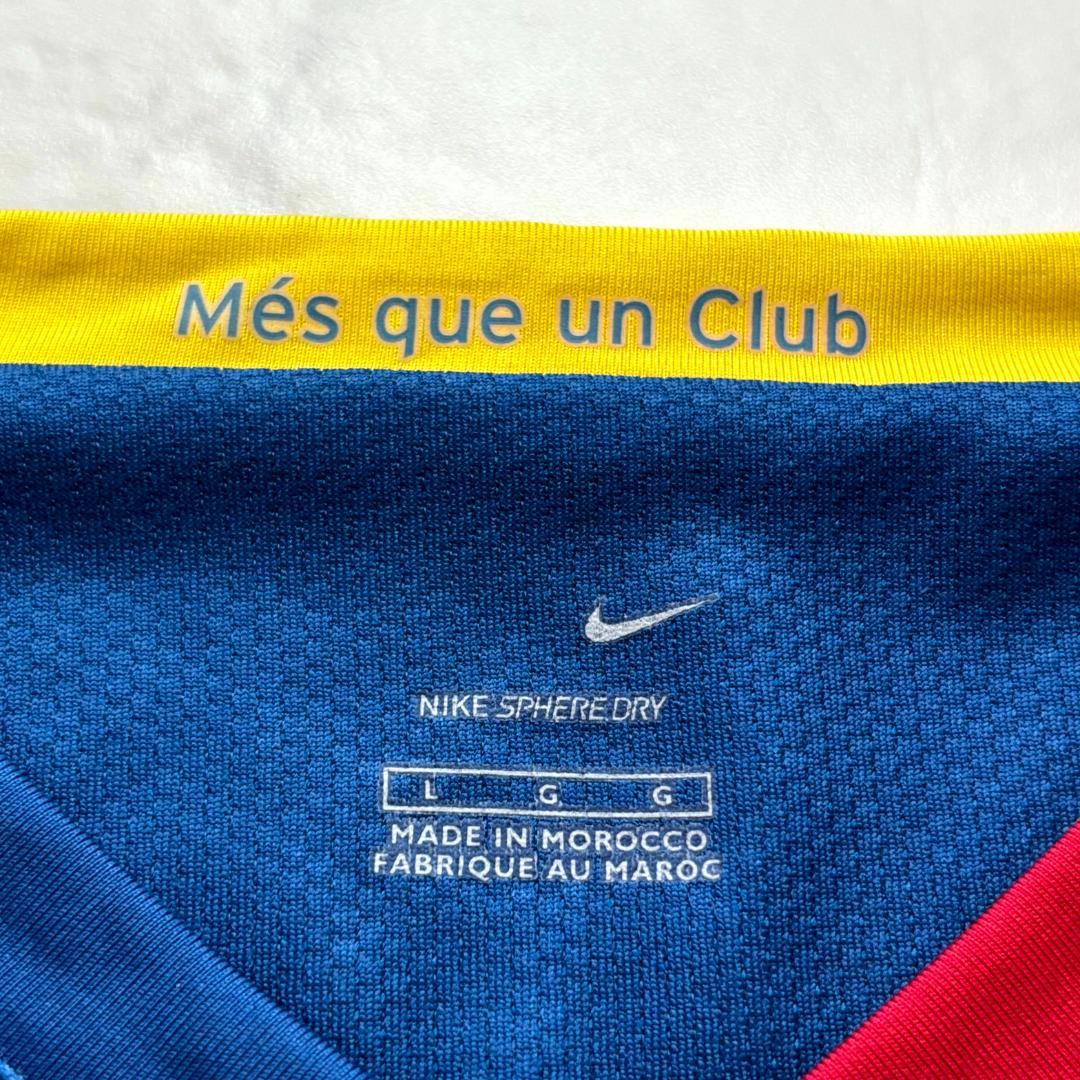 Més que un Club
NIKE SPHERE DRY
L G G
MADE IN MOROCCO
FABRIQUE AU MAROC